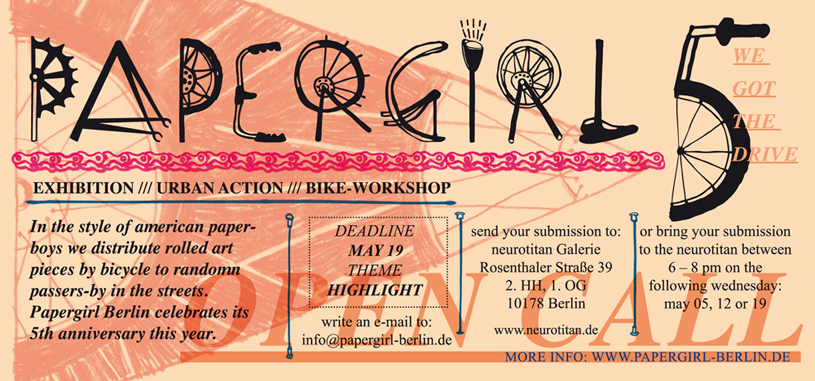 PAPERGIRL 5
WE
GOT
THE
DRIVE
EXHIBITION /// URBAN ACTION /// BIKE-WORKSHOP
In the style of american paper-
boys we distribute rolled art
pieces by bicycle to randomn
passers-by in the streets.
Papergirl Berlin celebrates its
5th anniversary this year.
DEADLINE
MAY 19
THEME
HIGHLIGHT
write an e-mail to:
info@papergirl-berlin.de
send your submission to:
neurotitan Galerie
Rosenthaler Straße 39
2. HH, 1. OG
10178 Berlin
www.neurotitan.de
or bring your submission
to the neurotitan between
6 – 8 pm on the
following wednesday:
may 05, 12 or 19
OPEN CALL
MORE INFO: WWW.PAPERGIRL-BERLIN.DE